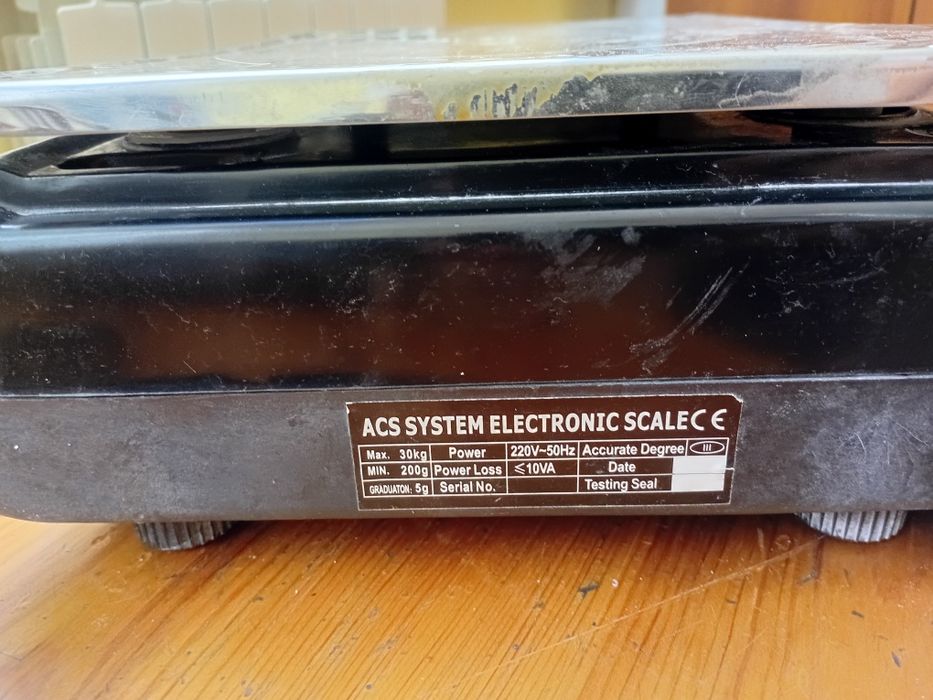 ACS SYSTEM ELECTRONIC SCALE CE
Max. 30kg Power 220V~50Hz Accurate Degree III
MIN. 200g Power Loss ≤10VA Date
GRADUATON: 5g Serial No. Testing Seal